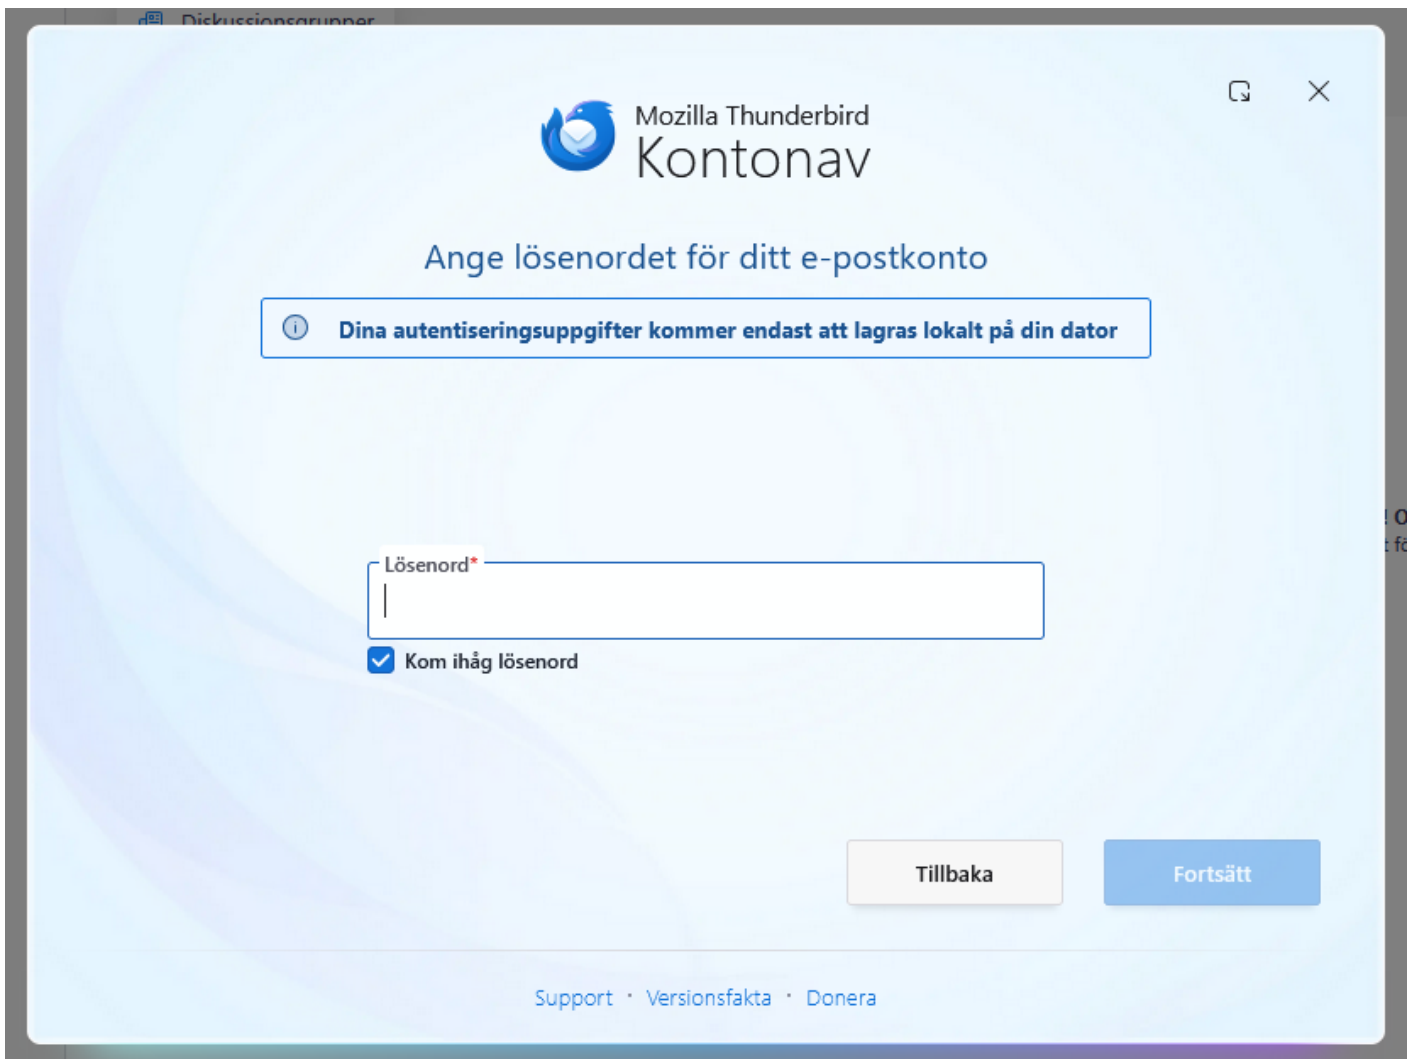 Diskussionsgrupper
Mozilla Thunderbird
Kontonav
Ange lösenordet för ditt e-postkonto
Dina autentiseringsuppgifter kommer endast att lagras lokalt på din dator
Lösenord*
Kom ihåg lösenord
Tillbaka
Fortsätt
Support · Versionsfakta · Donera